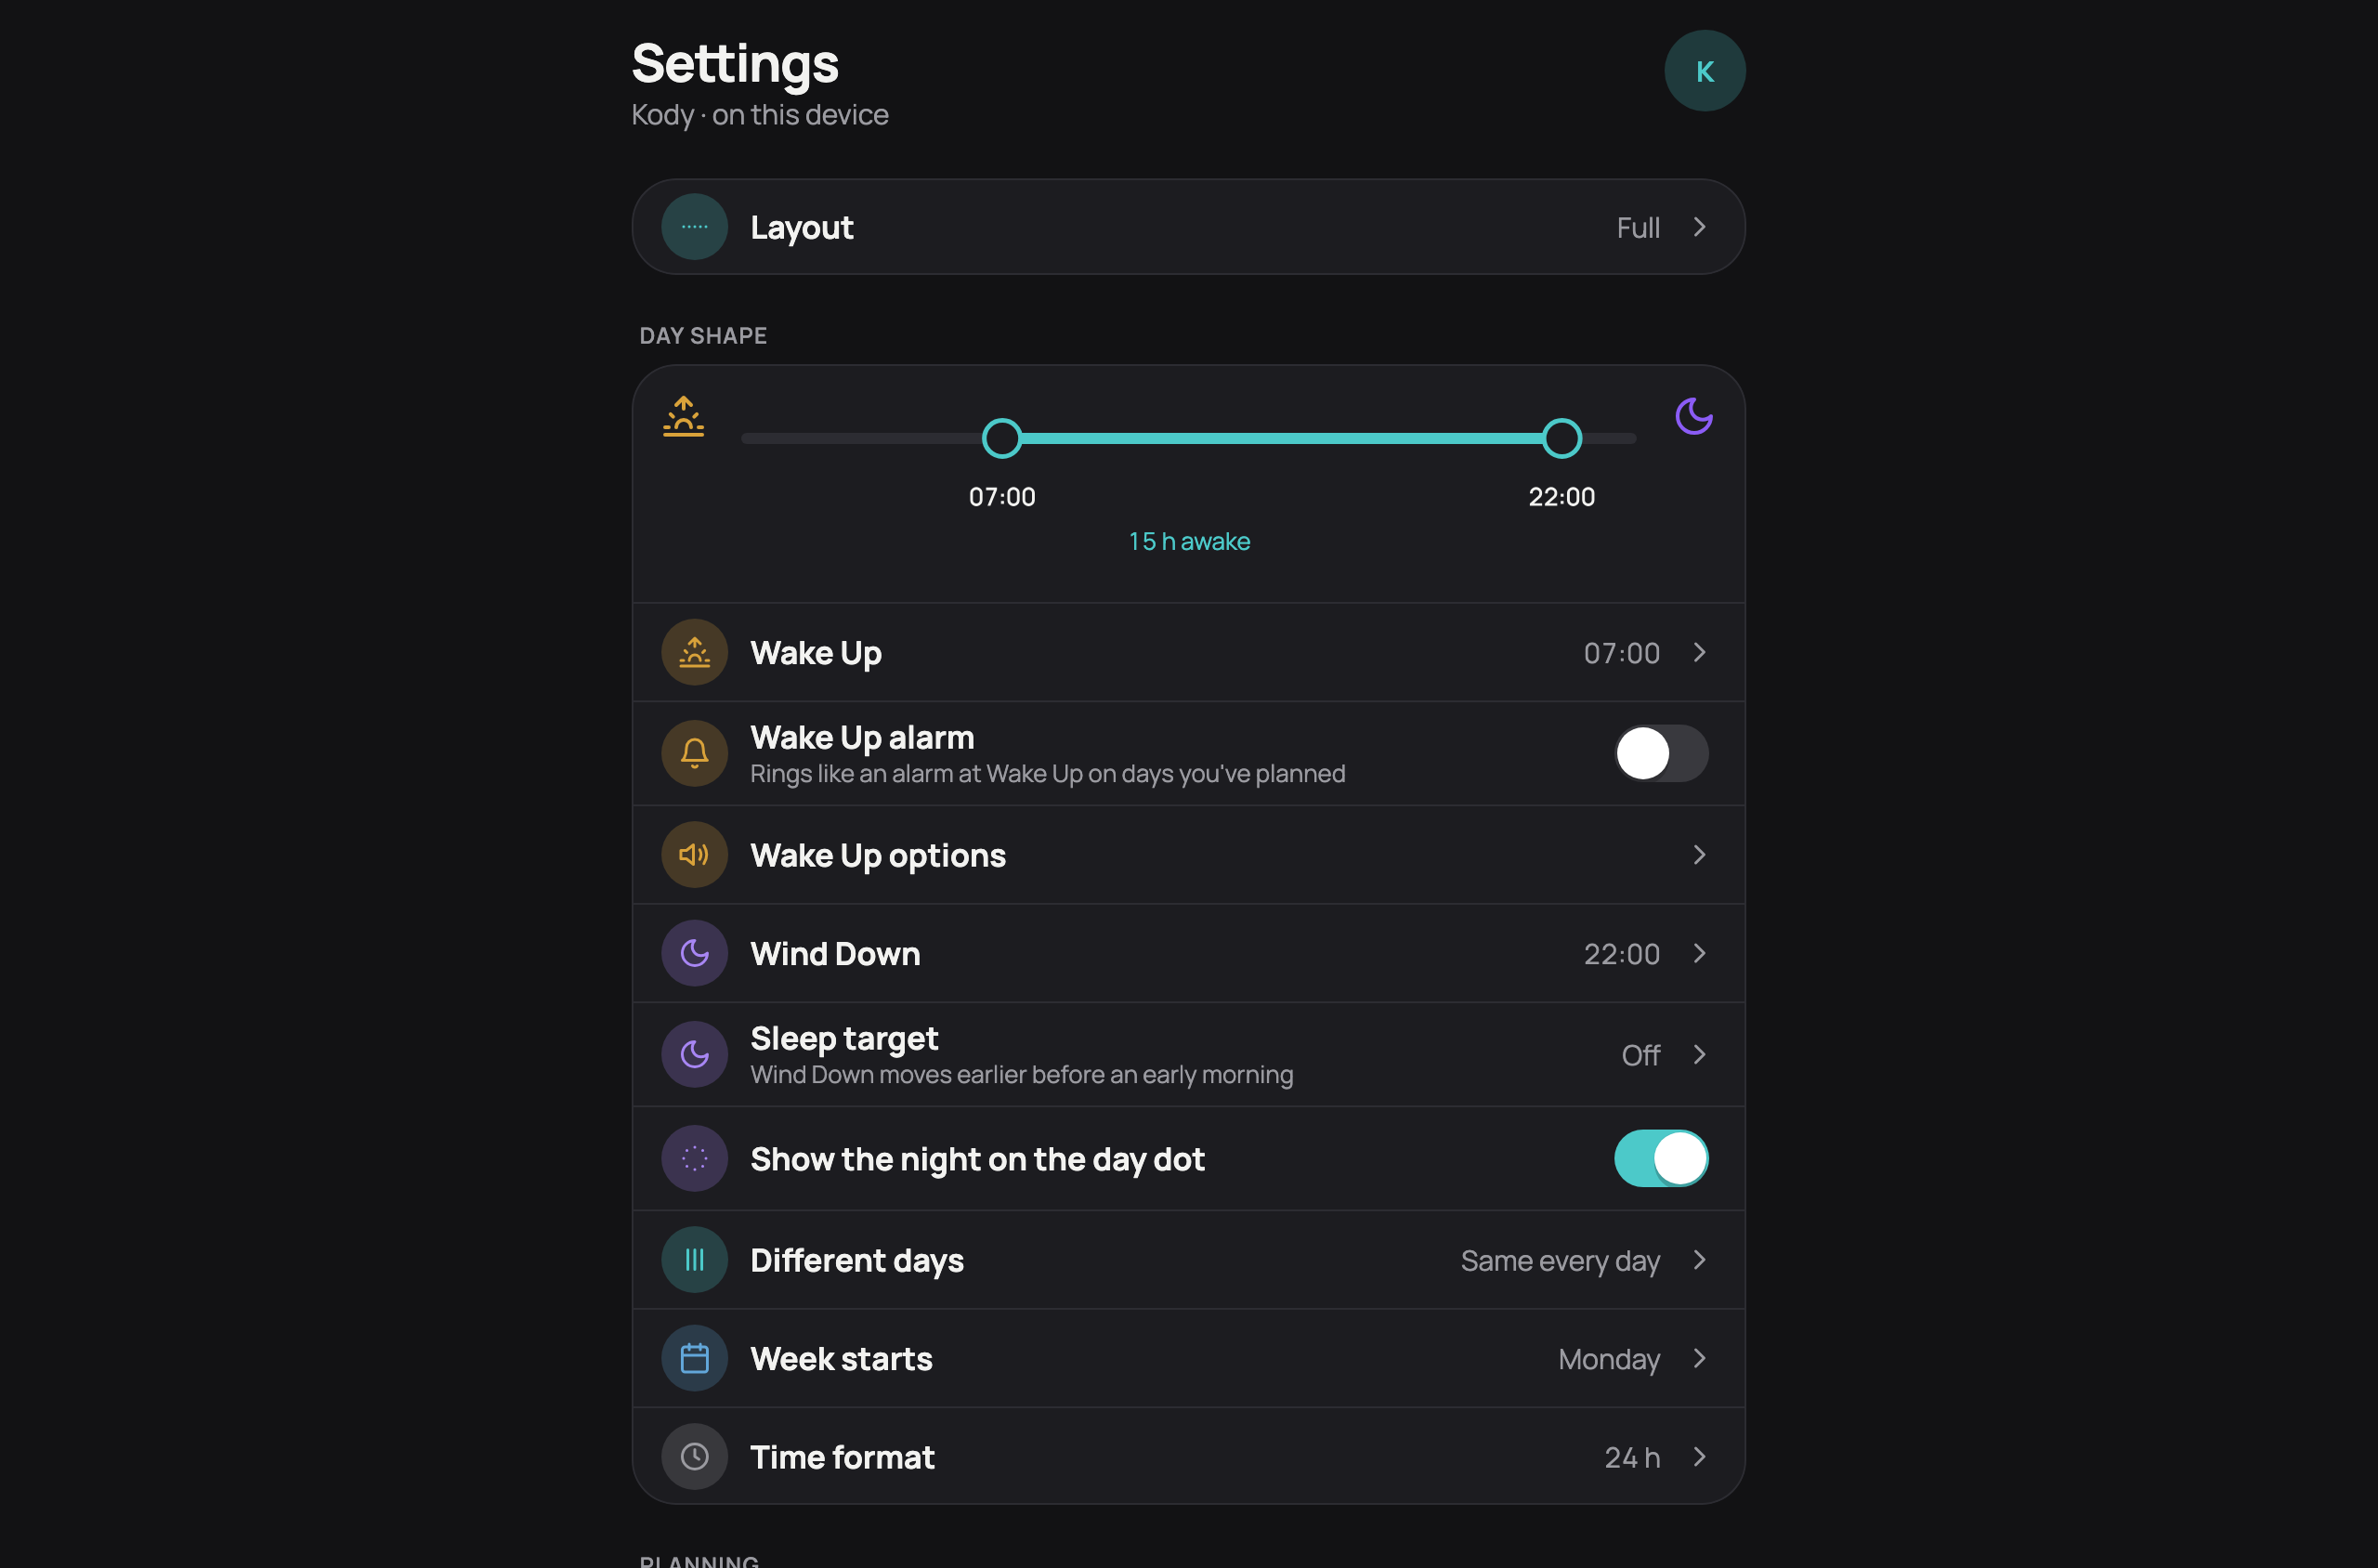 Settings
K
Kody · on this device
Layout
Full
DAY SHAPE
07:00
22:00
15 h awake
Wake Up
07:00
Wake Up alarm
Rings like an alarm at Wake Up on days you've planned
Wake Up options
Wind Down
22:00
Sleep target
Wind Down moves earlier before an early morning
Off
Show the night on the day dot
Different days
Same every day
Week starts
Monday
Time format
24 h
PLANNING